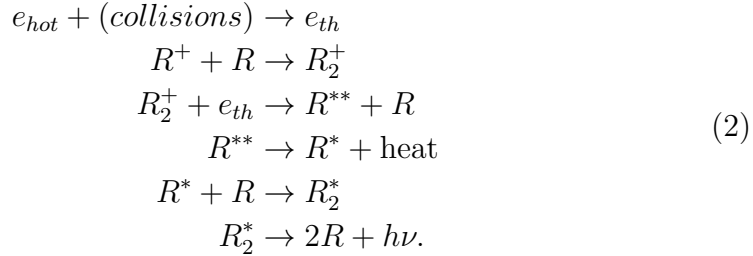 e_{hot} + (collisions) → e_{th}
R^+ + R → R_2^+
R_2^+ + e_{th} → R^{**} + R
R^{**} → R^* + heat
R^* + R → R_2^*
R_2^* → 2R + hν.
(2)